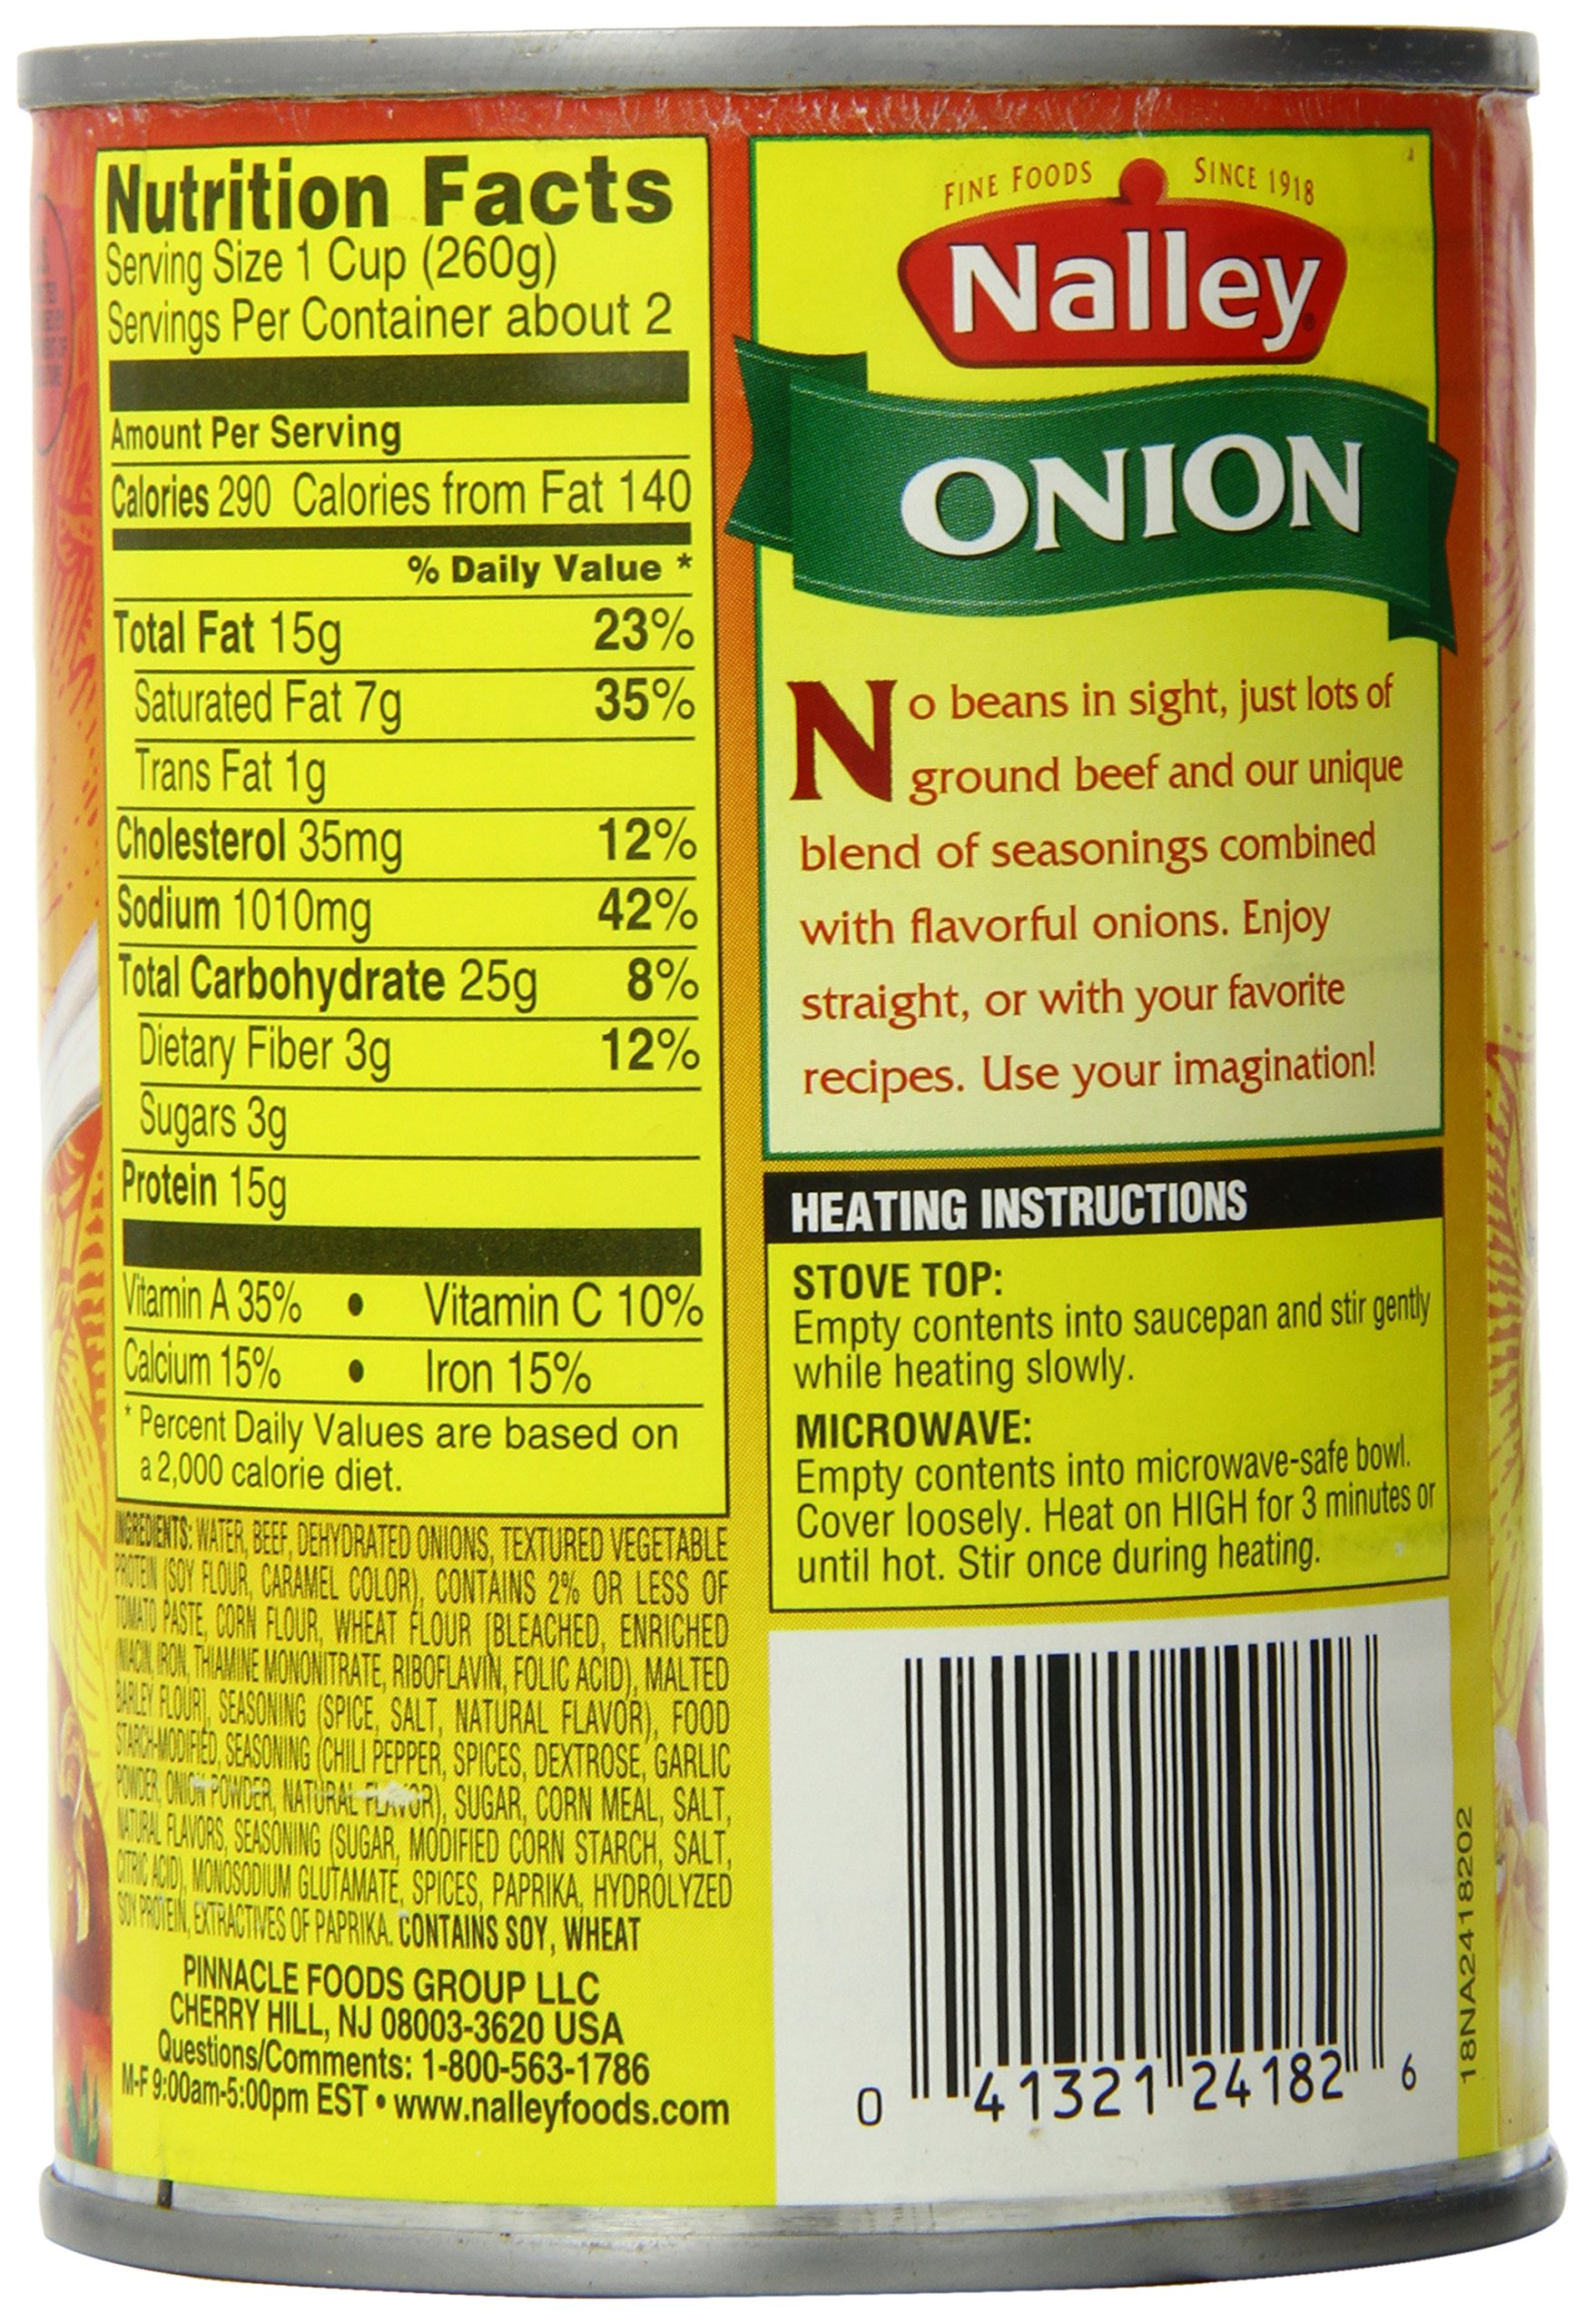 Nutrition Facts
Serving Size 1 Cup (260g)
Servings Per Container about 2
Amount Per Serving
Calories 290 Calories from Fat 140
% Daily Value *
Total Fat 15g 23%
Saturated Fat 7g 35%
Trans Fat 1g
Cholesterol 35mg 12%
Sodium 1010mg 42%
Total Carbohydrate 25g 8%
Dietary Fiber 3g 12%
Sugars 3g
Protein 15g
Vitamin A 35% • Vitamin C 10%
Calcium 15% • Iron 15%
* Percent Daily Values are based on
a 2,000 calorie diet.
INGREDIENTS: WATER, BEEF, DEHYDRATED ONIONS, TEXTURED VEGETABLE
PROTEIN (SOY FLOUR, CARAMEL COLOR), CONTAINS 2% OR LESS OF
TOMATO PASTE, CORN FLOUR, WHEAT FLOUR [BLEACHED, ENRICHED
(NIACIN, IRON, THIAMINE MONONITRATE, RIBOFLAVIN, FOLIC ACID), MALTED
BARLEY FLOUR], SEASONING (SPICE, SALT, NATURAL FLAVOR), FOOD
STARCH-MODIFIED, SEASONING (CHILI PEPPER, SPICES, DEXTROSE, GARLIC
POWDER, ONION POWDER, NATURAL FLAVOR), SUGAR, CORN MEAL, SALT,
NATURAL FLAVORS, SEASONING (SUGAR, MODIFIED CORN STARCH, SALT,
CITRIC ACID), MONOSODIUM GLUTAMATE, SPICES, PAPRIKA, HYDROLYZED
SOY PROTEIN, EXTRACTIVES OF PAPRIKA. CONTAINS SOY, WHEAT
PINNACLE FOODS GROUP LLC
CHERRY HILL, NJ 08003-3620 USA
Questions/Comments: 1-800-563-1786
M-F 9:00am-5:00pm EST • www.nalleyfoods.com
FINE FOODS SINCE 1918
Nalley®
ONION
No beans in sight, just lots of
ground beef and our unique
blend of seasonings combined
with flavorful onions. Enjoy
straight, or with your favorite
recipes. Use your imagination!
HEATING INSTRUCTIONS
STOVE TOP:
Empty contents into saucepan and stir gently
while heating slowly.
MICROWAVE:
Empty contents into microwave-safe bowl.
Cover loosely. Heat on HIGH for 3 minutes or
until hot. Stir once during heating.
0 41321 24182 6
18NA2418202